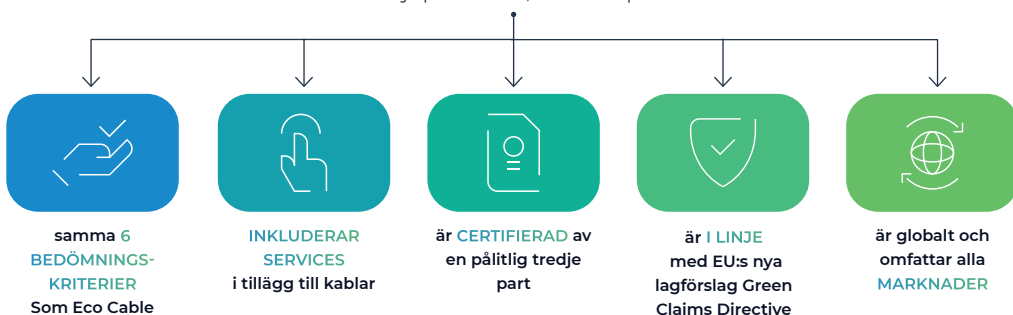 samma 6
BEDÖMNINGS-
KRITERIER
Som Eco Cable
INKLUDERAR
SERVICES
i tillägg till kablar
är CERTIFIERAD av
en pålitlig tredje
part
är I LINJE
med EU:s nya
lagförslag Green
Claims Directive
är globalt och
omfattar alla
MARKNADER